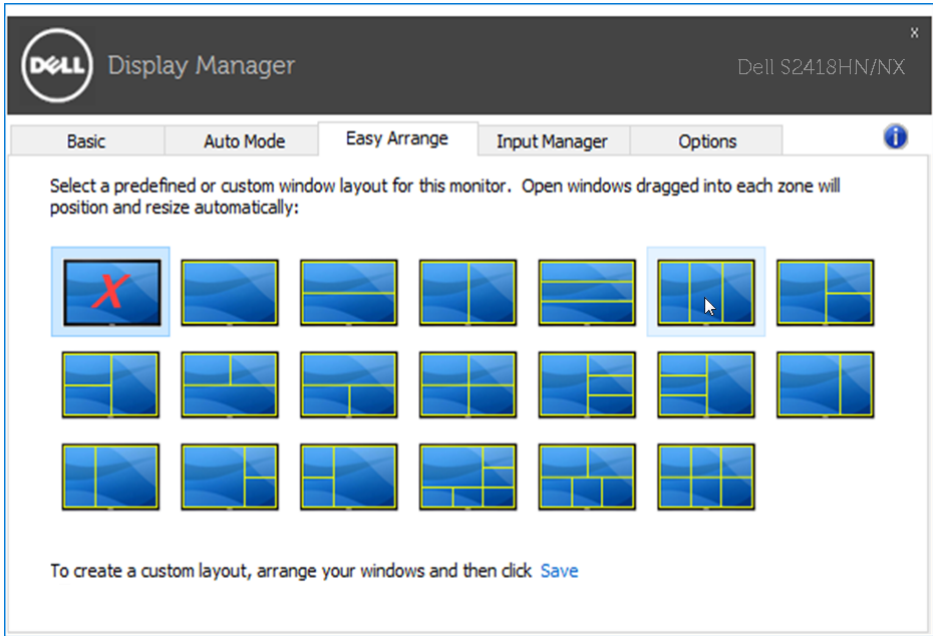 X
DELL Display Manager
Dell S2418HN/NX
Basic Auto Mode Easy Arrange Input Manager Options i
Select a predefined or custom window layout for this monitor. Open windows dragged into each zone will
position and resize automatically:
X
To create a custom layout, arrange your windows and then click Save